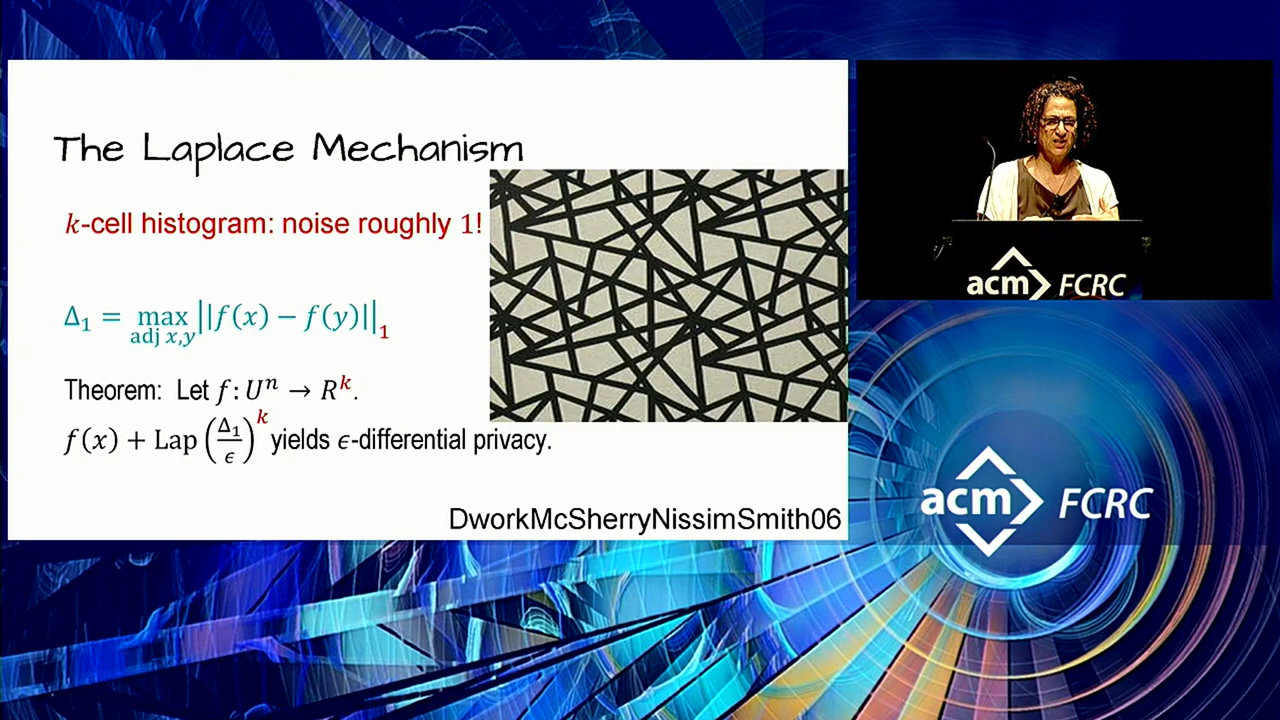 The Laplace Mechanism
k-cell histogram: noise roughly 1!
Δ₁ = max ||f(x) − f(y)||₁
adj x,y
Theorem: Let f: Uⁿ → Rᵏ.
f(x) + Lap (Δ₁/ϵ)ᵏ yields ϵ-differential privacy.
DworkMcSherryNissimSmith06
acm FCRC
acm FCRC